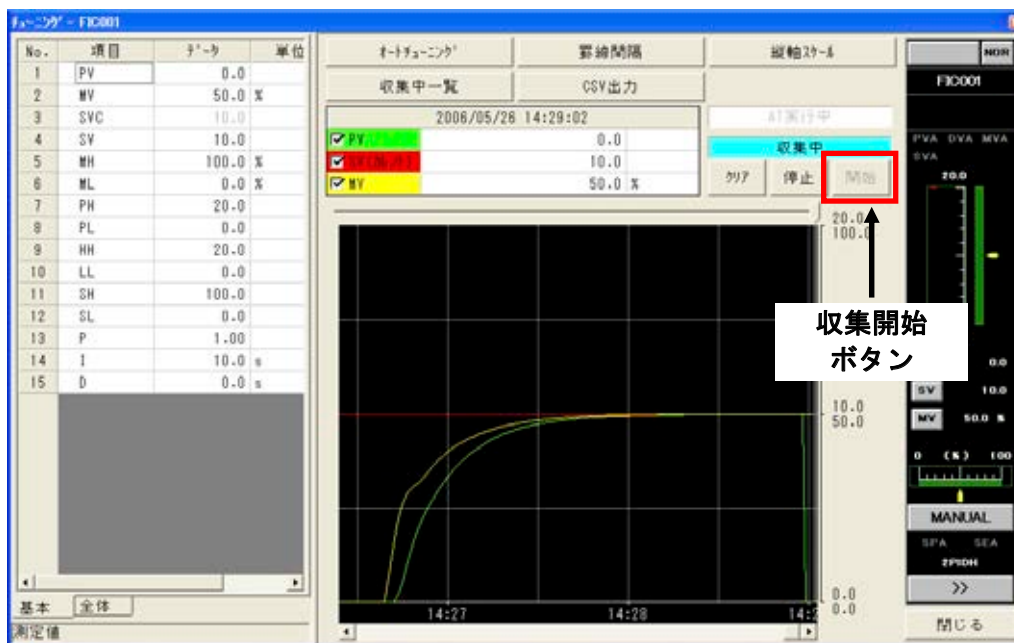 ﾁｭｰﾆﾝｸﾞ - FIC001
No. 項目 ﾃﾞｰﾀ 単位
1 PV 0.0
2 MV 50.0 %
3 SVC 10.0
4 SV 10.0
5 MH 100.0 %
6 ML 0.0 %
7 PH 20.0
8 PL 0.0
9 HH 20.0
10 LL 0.0
11 SH 100.0
12 SL 0.0
13 P 1.00
14 I 10.0 s
15 D 0.0 s
基本 全体
測定値
ｵｰﾄﾁｭｰﾆﾝｸﾞ 罫線間隔 縦軸ｽｹｰﾙ
収集中一覧 CSV出力
2006/05/26 14:29:02
PV 0.0
10.0
MV 50.0 %
AT実行中
収集中
ｸﾘｱ 停止 開始
20.0
100.0
収集開始
ボタン
10.0
50.0
0.0
0.0
14:27 14:28 14:2
NOR
FIC001
PVA DVA MVA
SVA
20.0
0.0
SV 10.0
MV 50.0 %
0 (%) 100
MANUAL
SPA SEA
2PIDH
>>
閉じる